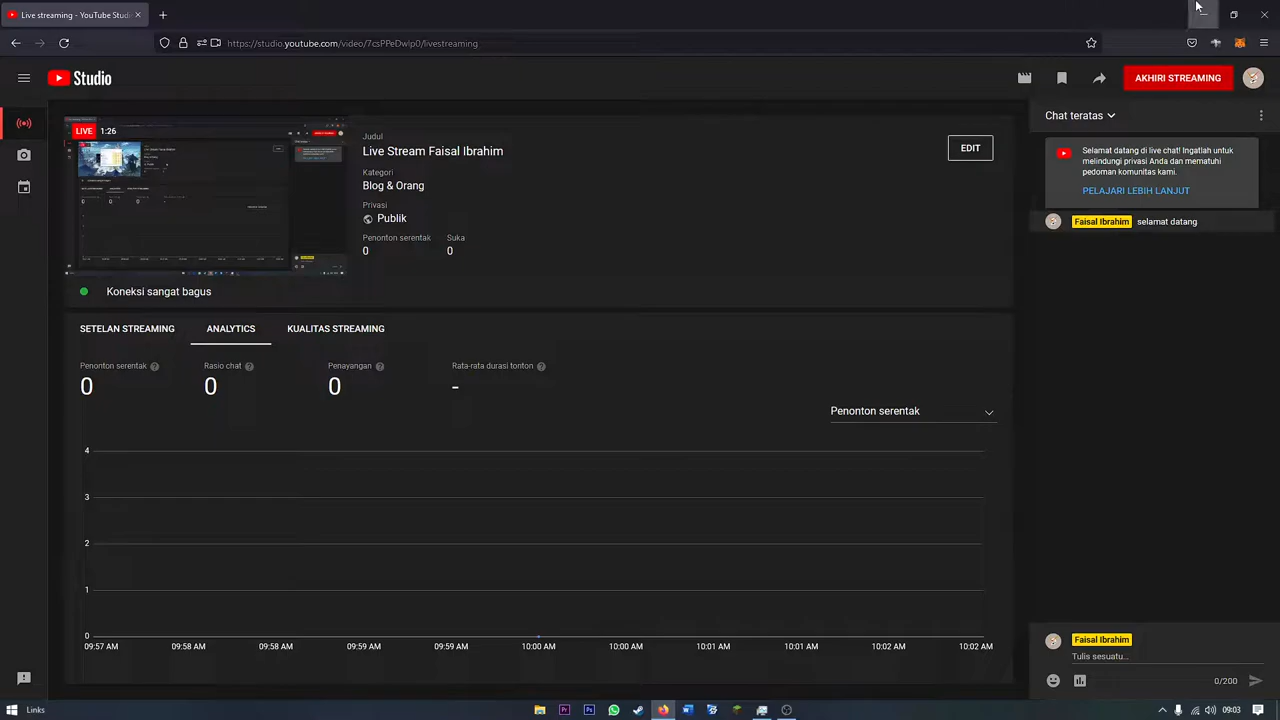 Live streaming - YouTube Studi
https://studio.youtube.com/video/7csPPeDwlp0/livestreaming
Studio
AKHIRI STREAMING
LIVE 1:26
Judul
Live Stream Faisal Ibrahim
Kategori
Blog & Orang
Privasi
Publik
Penonton serentak Suka
0 0
EDIT
Koneksi sangat bagus
SETELAN STREAMING ANALYTICS KUALITAS STREAMING
Penonton serentak Rasio chat Penayangan Rata-rata durasi tonton
0 0 0 -
Penonton serentak
4
3
2
1
0
09:57 AM 09:58 AM 09:58 AM 09:59 AM 09:59 AM 10:00 AM 10:00 AM 10:01 AM 10:01 AM 10:02 AM 10:02 AM
Chat teratas
Selamat datang di live chat! Ingatlah untuk
melindungi privasi Anda dan mematuhi
pedoman komunitas kami.
PELAJARI LEBIH LANJUT
Faisal Ibrahim selamat datang
Faisal Ibrahim
Tulis sesuatu...
0/200
Links
09:03